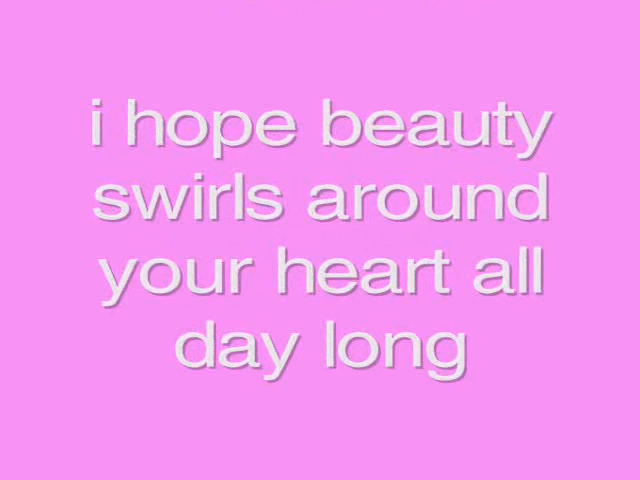 i hope beauty
swirls around
your heart all
day long